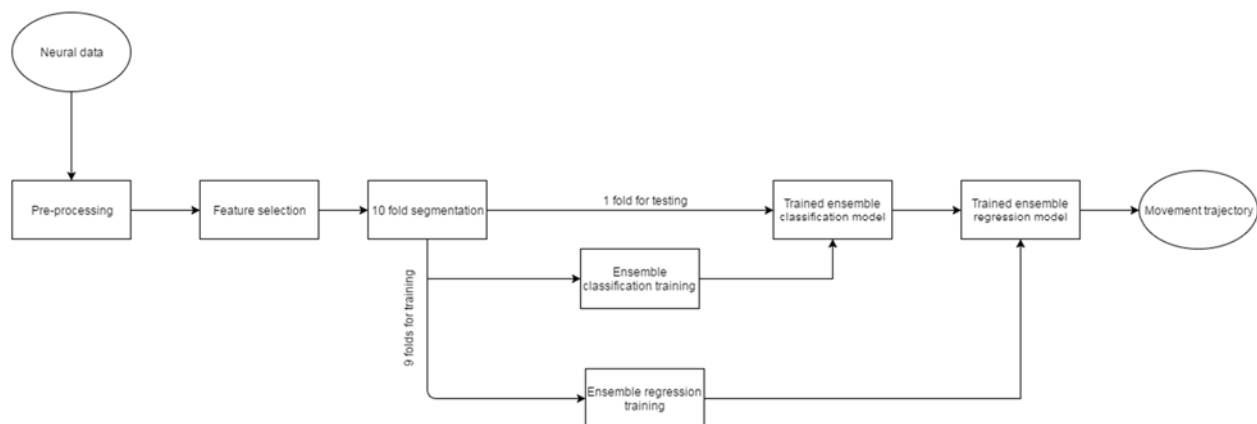 Neural data
Pre-processing
Feature selection
10 fold segmentation
1 fold for testing
Trained ensemble
classification model
Trained ensemble
regression model
Movement trajectory
9 folds for training
Ensemble
classification training
Ensemble regression
training